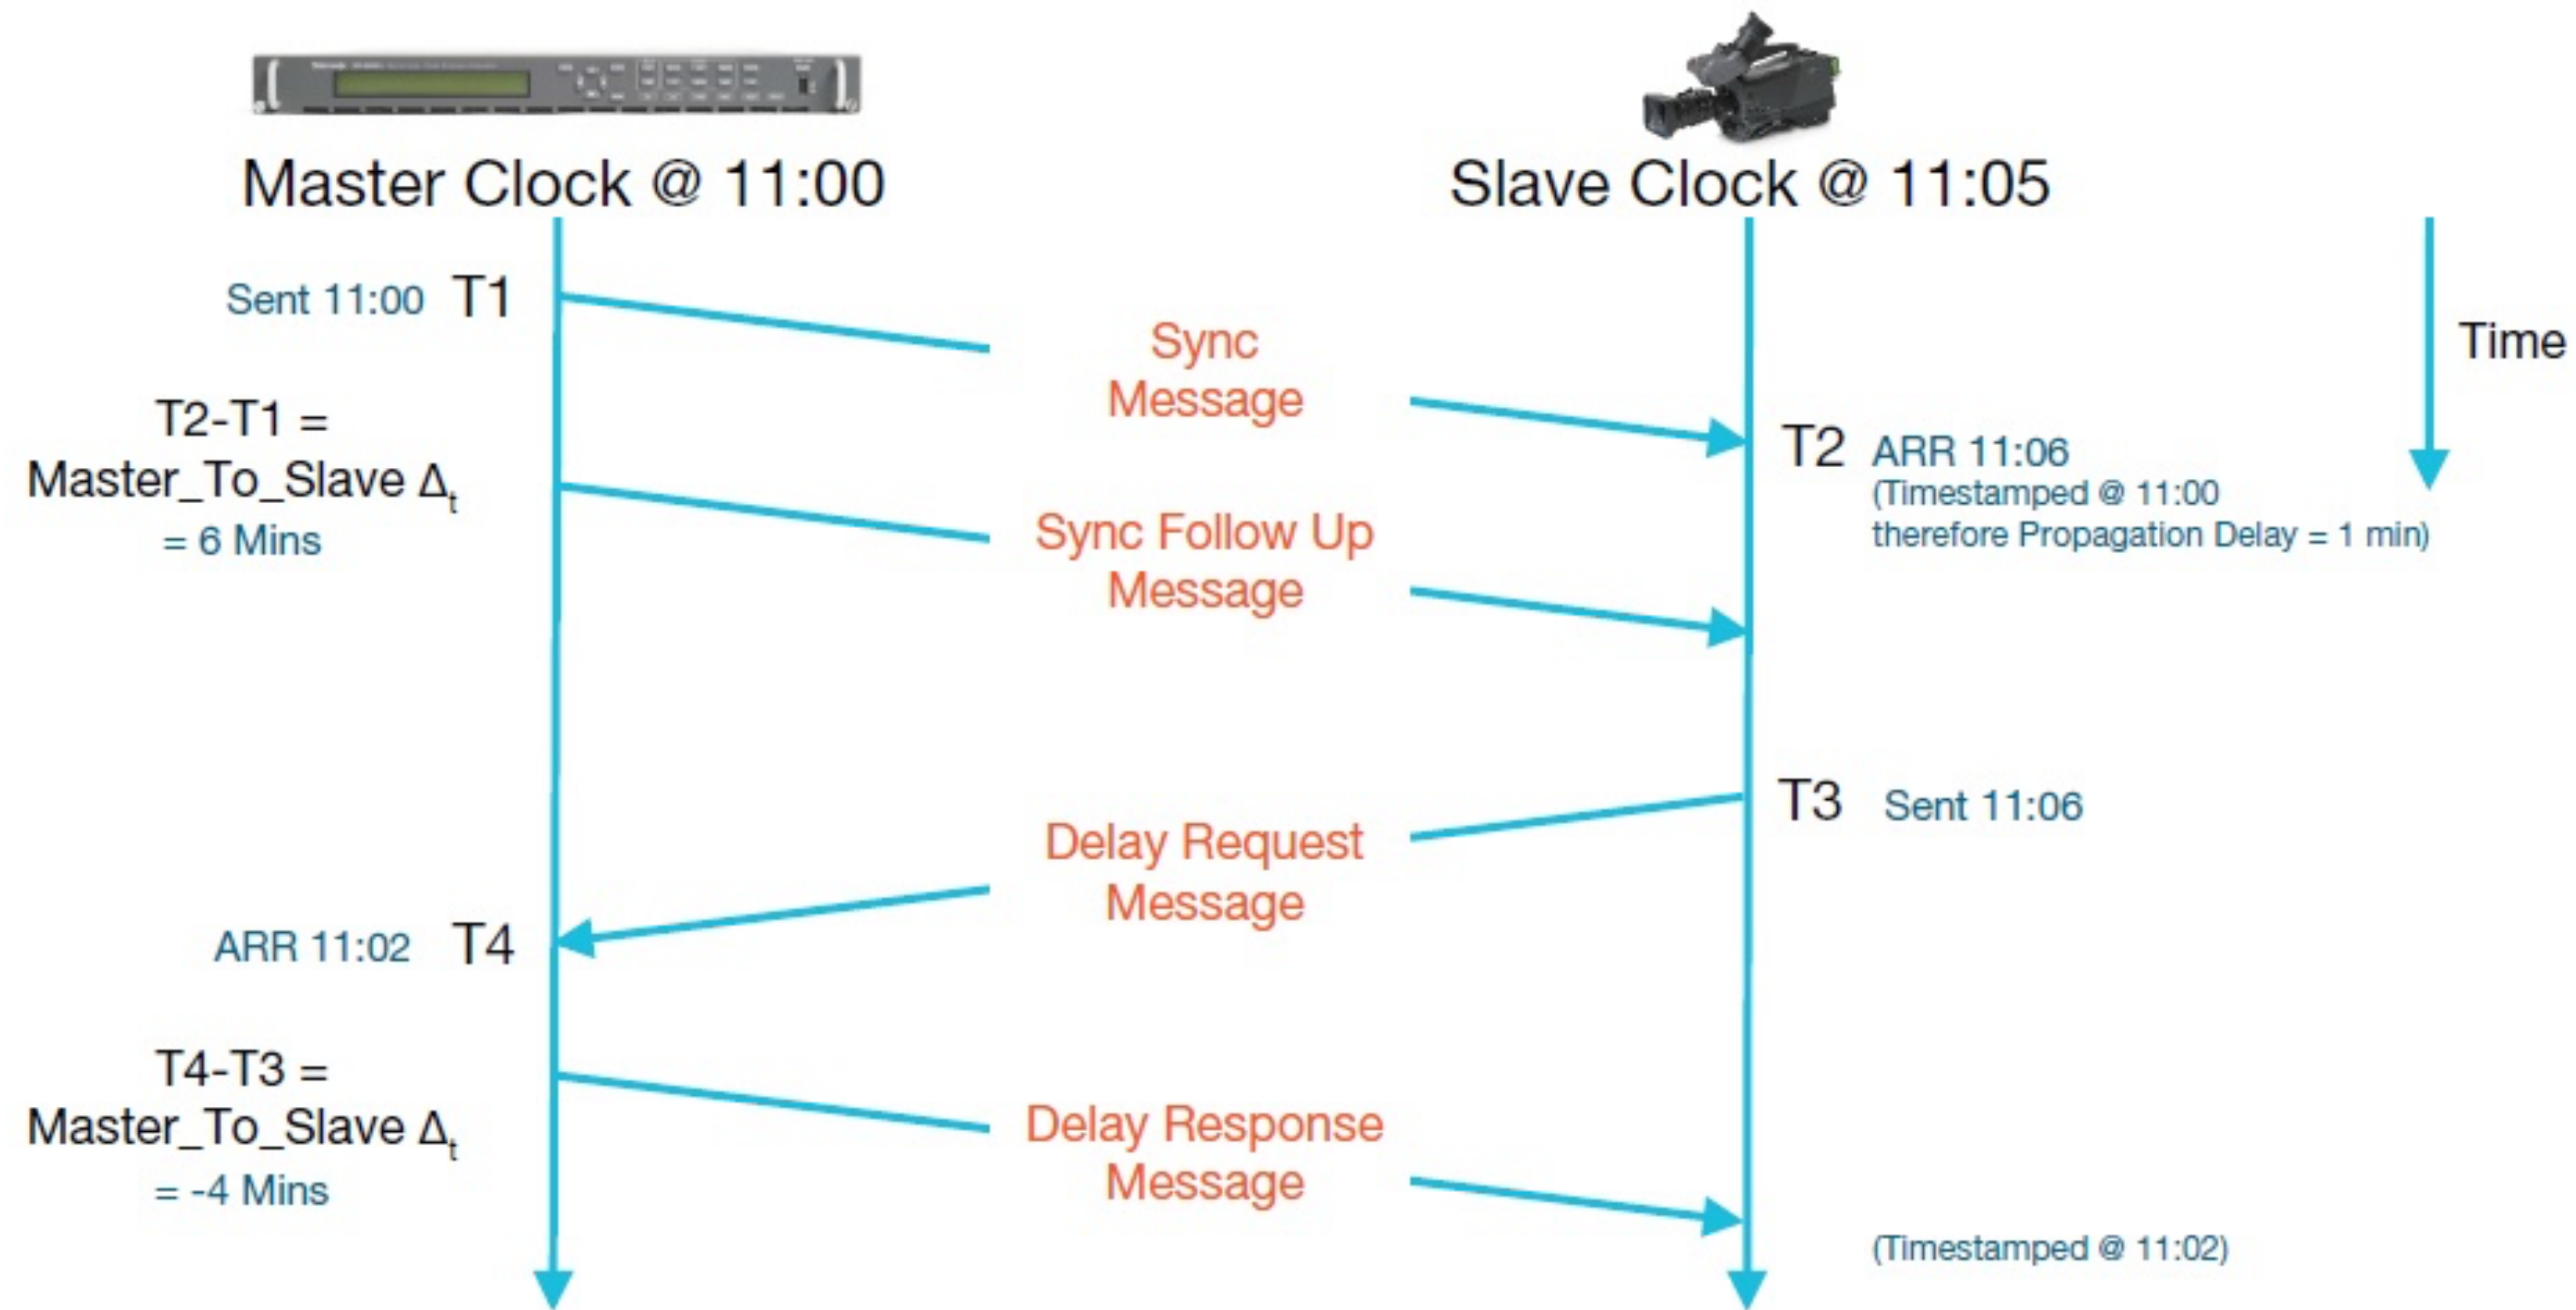 Master Clock @ 11:00
Slave Clock @ 11:05
Sent 11:00 T1
Sync
Message
Time
T2-T1 =
Master_To_Slave Δt
= 6 Mins
T2 ARR 11:06
(Timestamped @ 11:00
therefore Propagation Delay = 1 min)
Sync Follow Up
Message
T3 Sent 11:06
Delay Request
Message
ARR 11:02 T4
T4-T3 =
Master_To_Slave Δt
= -4 Mins
Delay Response
Message
(Timestamped @ 11:02)